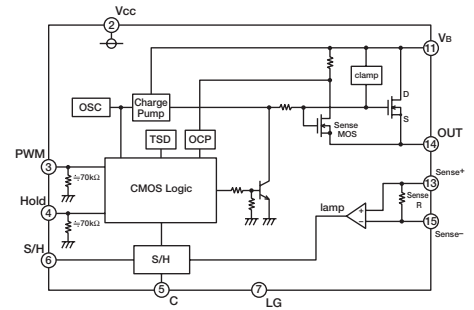 Vcc
2
VB
11
clamp
D
S
OSC
Charge Pump
Sense MOS
OUT
14
TSD
OCP
PWM
3
≒70kΩ
CMOS Logic
Hold
4
≒70kΩ
Sense+
13
lamp
+
−
Sense R
15
Sense−
S/H
6
S/H
5
C
7
LG